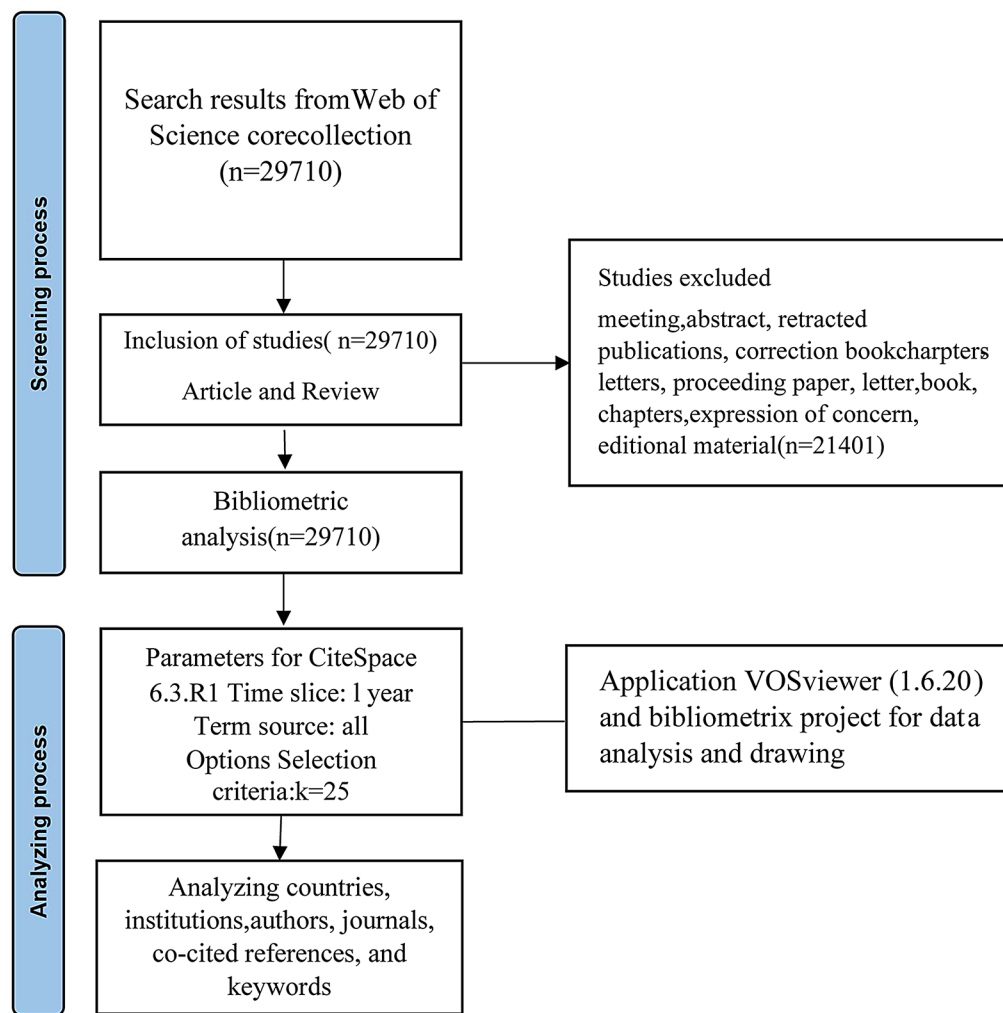 Screening process
Search results fromWeb of
Science corecollection
(n=29710)
Inclusion of studies( n=29710)
Article and Review
Studies excluded
meeting,abstract, retracted
publications, correction bookcharpters
letters, proceeding paper, letter,book,
chapters,expression of concern,
editional material(n=21401)
Bibliometric
analysis(n=29710)
Analyzing process
Parameters for CiteSpace
6.3.R1 Time slice: 1 year
Term source: all
Options Selection
criteria:k=25
Application VOSviewer (1.6.20)
and bibliometrix project for data
analysis and drawing
Analyzing countries,
institutions,authors, journals,
co-cited references, and
keywords